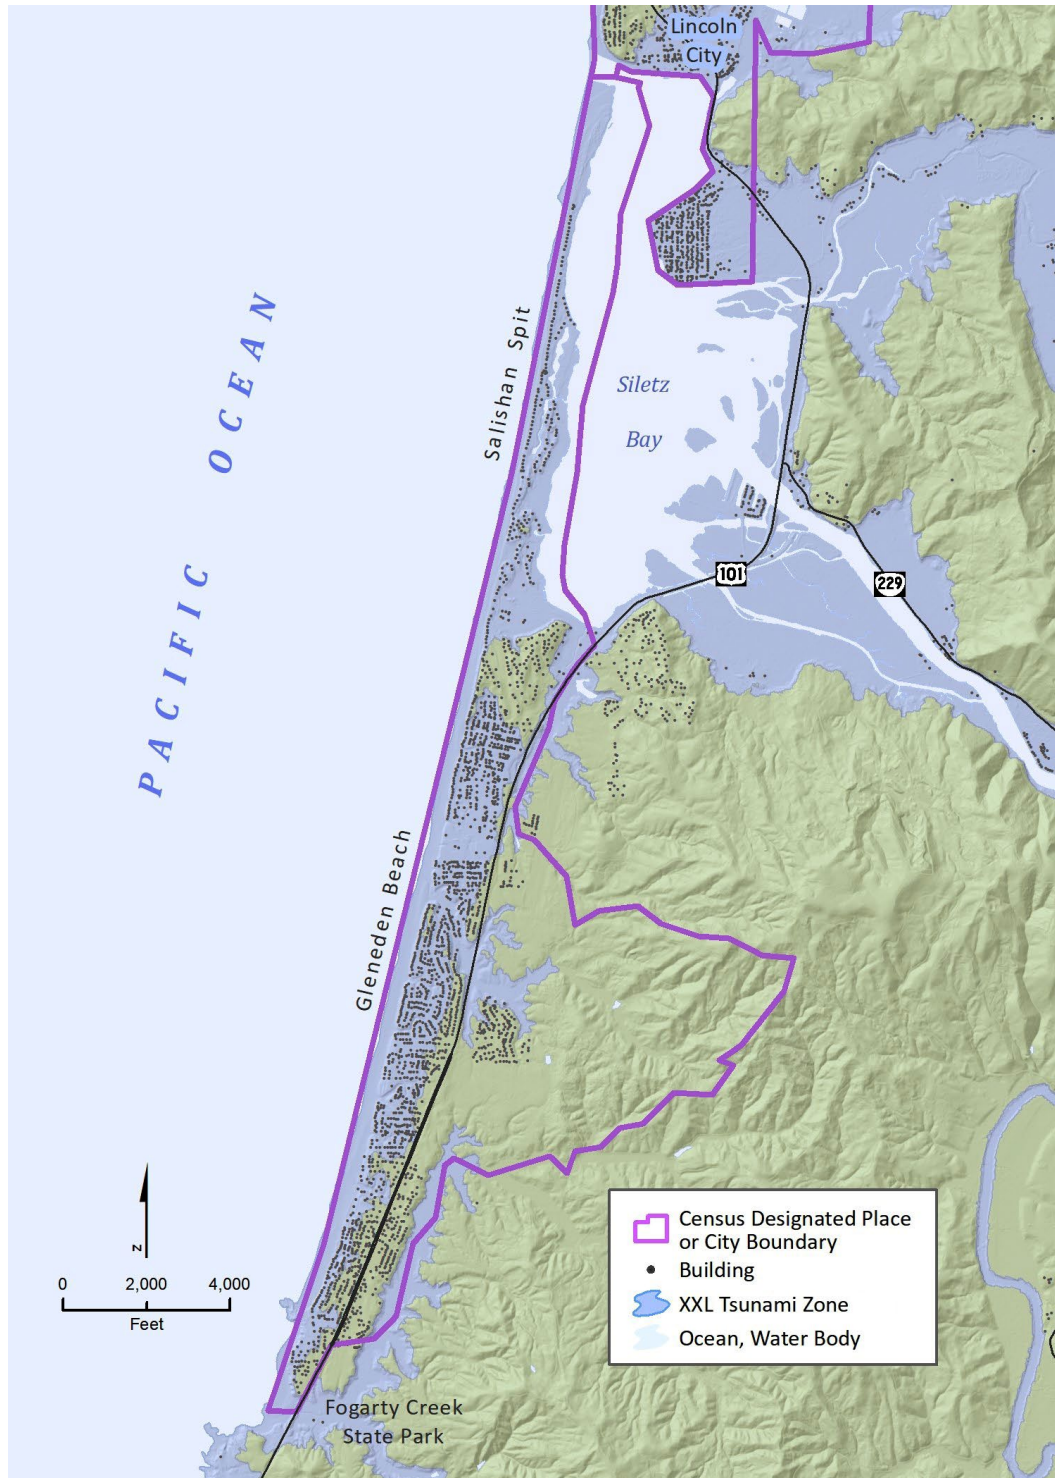 Lincoln
City
PACIFIC OCEAN
Salishan Spit
Siletz
Bay
101
229
Gleneden Beach
Fogarty Creek
State Park
z
0 2,000 4,000
Feet
Census Designated Place
or City Boundary
Building
XXL Tsunami Zone
Ocean, Water Body